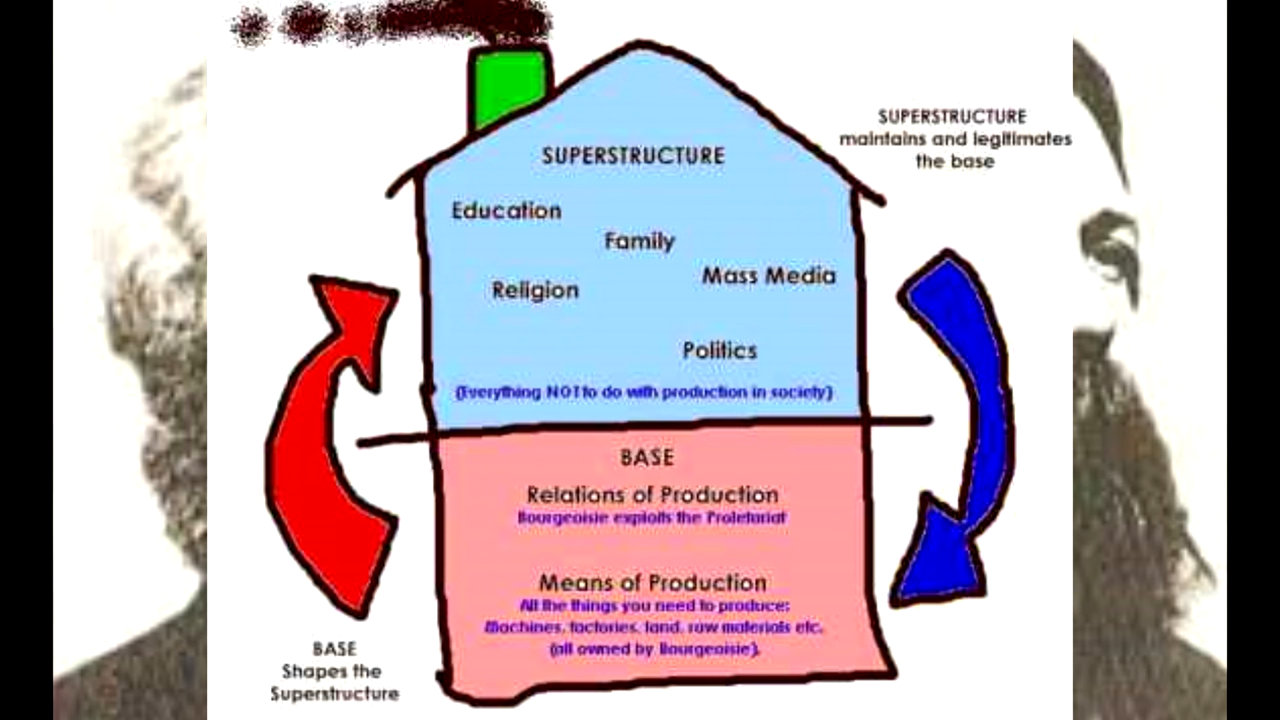 SUPERSTRUCTURE
maintains and legitimates
the base
SUPERSTRUCTURE
Education
Family
Mass Media
Religion
Politics
(Everything NOT to do with production in society)
BASE
Relations of Production
Bourgeoisie exploits the Proletariat
Means of Production
All the things you need to produce:
Machines, factories, land, raw materials etc.
(all owned by Bourgeoisie).
BASE
Shapes the
Superstructure